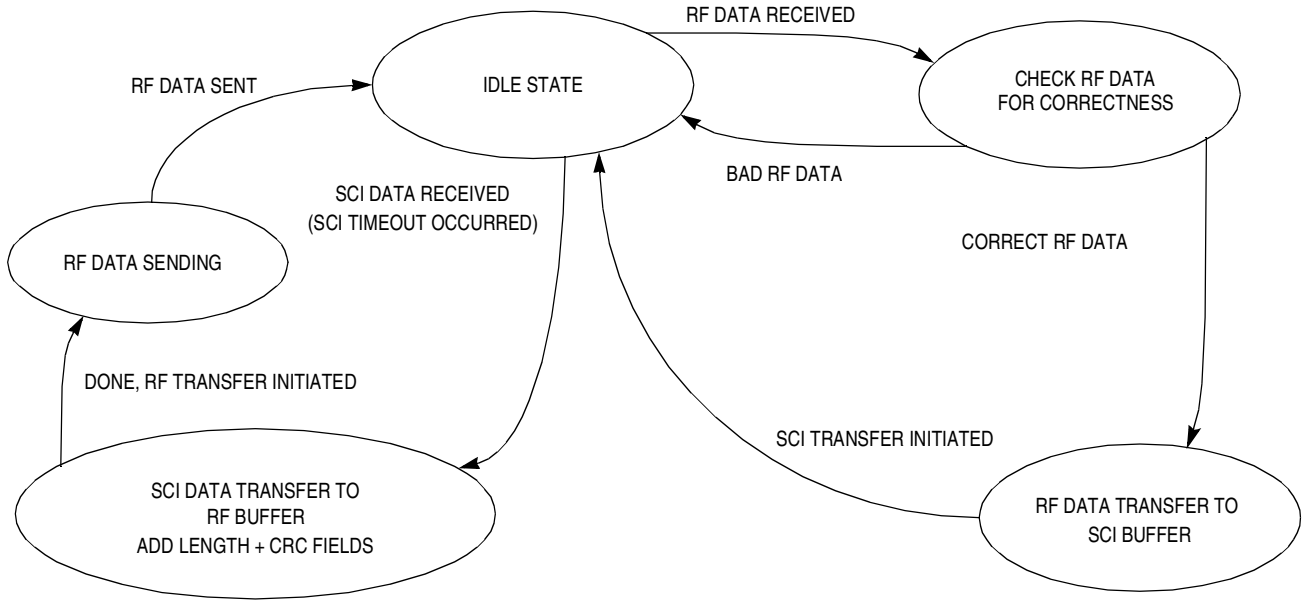 RF DATA RECEIVED
RF DATA SENT
IDLE STATE
CHECK RF DATA
FOR CORRECTNESS
BAD RF DATA
SCI DATA RECEIVED
(SCI TIMEOUT OCCURRED)
CORRECT RF DATA
RF DATA SENDING
DONE, RF TRANSFER INITIATED
SCI TRANSFER INITIATED
SCI DATA TRANSFER TO
RF BUFFER
ADD LENGTH + CRC FIELDS
RF DATA TRANSFER TO
SCI BUFFER